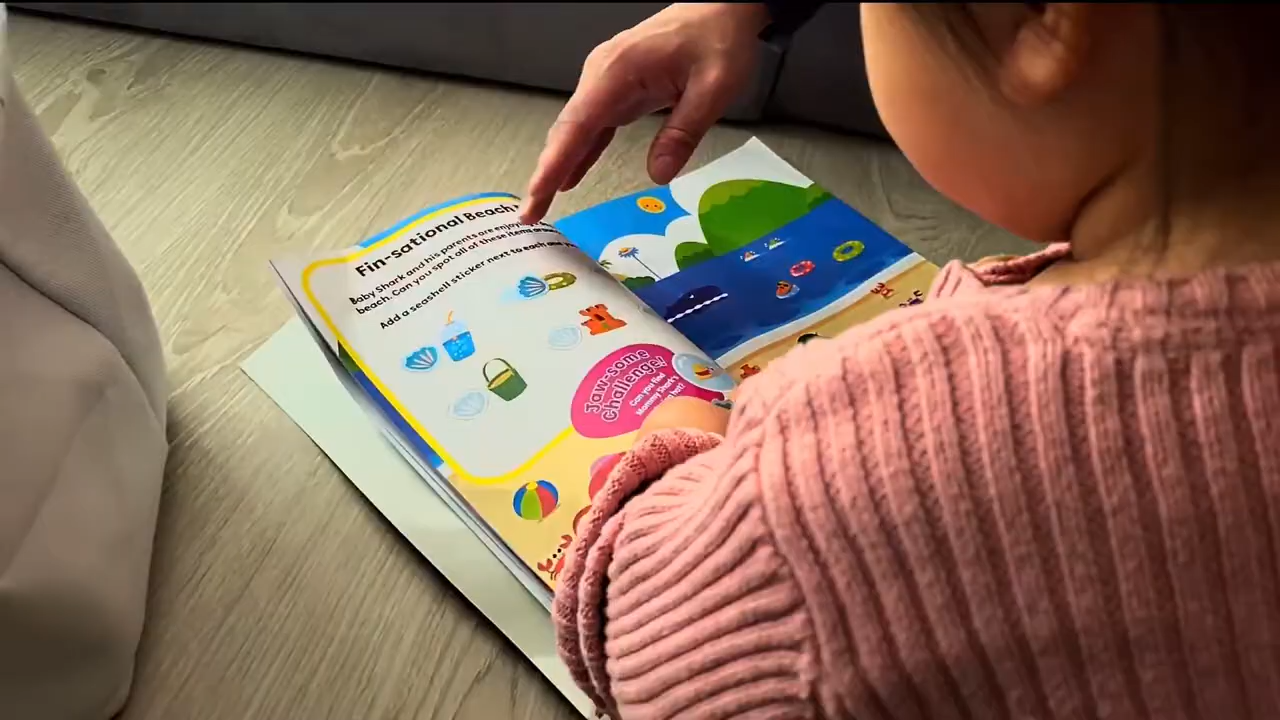 Fin-sational Beach
Baby Shark and his parents are enjoy
beach. Can you spot all of these items
Add a seashell sticker next to each one
Jaw-some
Challenge!
Can you find
Mommy Shark's
hat?